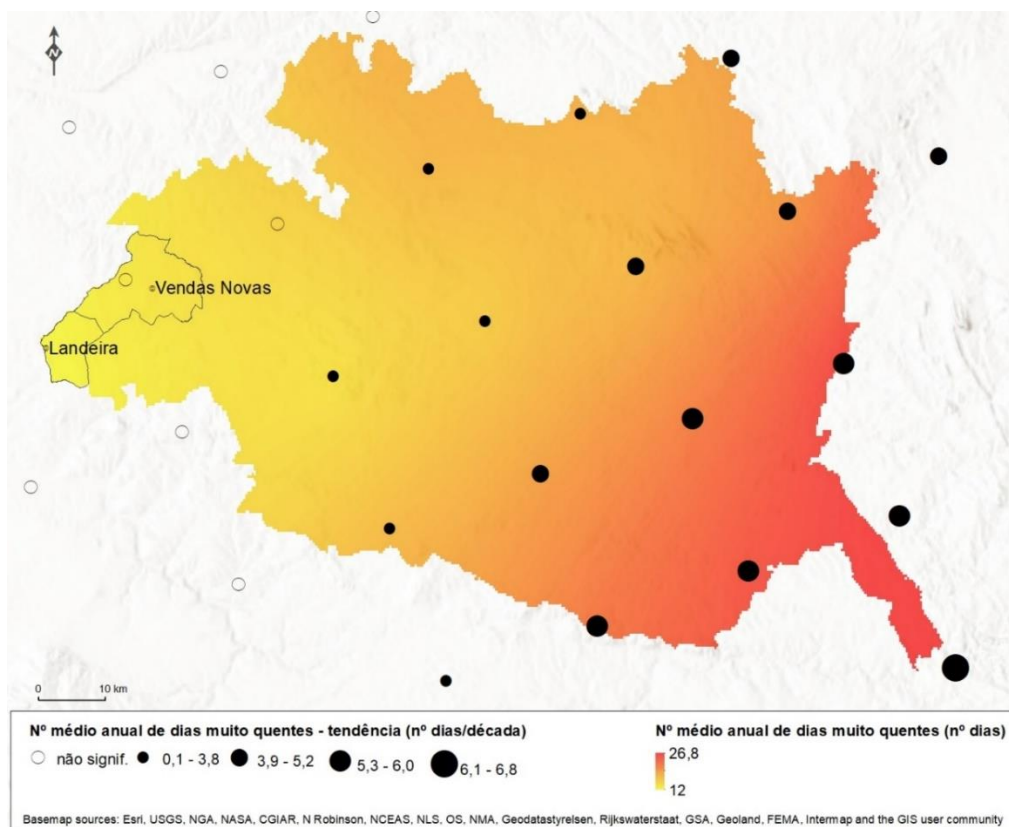 N
Vendas Novas
Landeira
0 10 km
Nº médio anual de dias muito quentes - tendência (nº dias/década)
não signif. 0,1 - 3,8 3,9 - 5,2 5,3 - 6,0 6,1 - 6,8
Nº médio anual de dias muito quentes (nº dias)
26,8
12
Basemap sources: Esri, USGS, NGA, NASA, CGIAR, N Robinson, NCEAS, NLS, OS, NMA, Geodatastyrelsen, Rijkswaterstaat, GSA, Geoland, FEMA, Intermap and the GIS user community